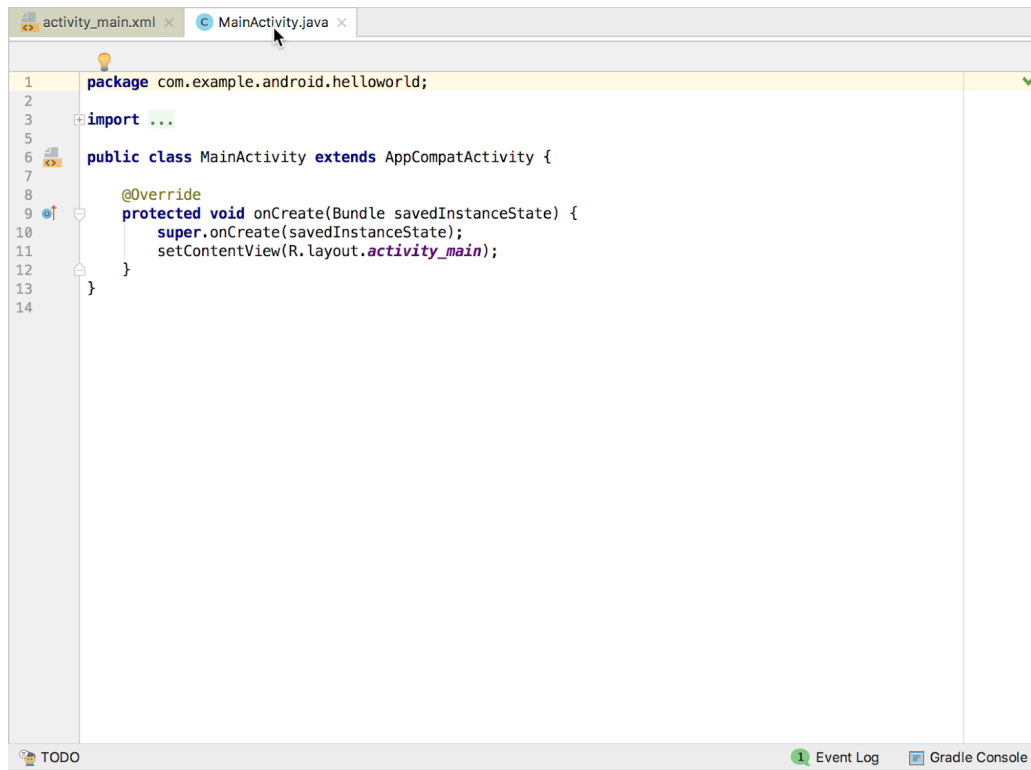 activity_main.xml
MainActivity.java
1 package com.example.android.helloworld;
2
3 import ...
5
6 public class MainActivity extends AppCompatActivity {
7
8     @Override
9     protected void onCreate(Bundle savedInstanceState) {
10         super.onCreate(savedInstanceState);
11         setContentView(R.layout.activity_main);
12     }
13 }
14
TODO
1 Event Log
Gradle Console